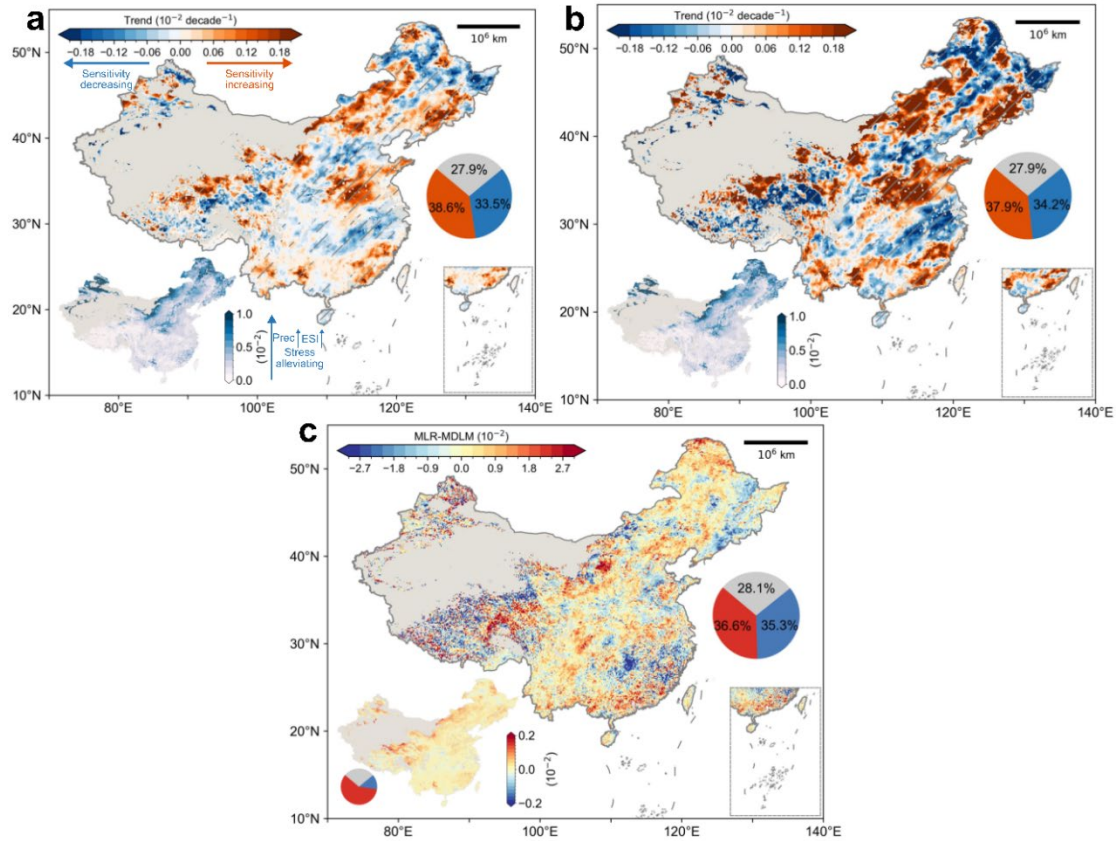 a
Trend (10⁻² decade⁻¹)
−0.18 −0.12 −0.06 0.00 0.06 0.12 0.18
Sensitivity decreasing
Sensitivity increasing
10⁶ km
50°N
40°N
30°N
20°N
10°N
27.9%
38.6%
33.5%
1.0
0.5
0.0
(10⁻²)
Prec ESI
Stress
alleviating
80°E 100°E 120°E 140°E
b
Trend (10⁻² decade⁻¹)
−0.18 −0.12 −0.06 0.00 0.06 0.12 0.18
10⁶ km
50°N
40°N
30°N
20°N
10°N
27.9%
37.9%
34.2%
1.0
0.5
0.0
(10⁻²)
80°E 100°E 120°E 140°E
c
MLR-MDLM (10⁻²)
−2.7 −1.8 −0.9 0.0 0.9 1.8 2.7
10⁶ km
50°N
40°N
30°N
20°N
10°N
28.1%
36.6%
35.3%
0.2
0.0
−0.2
(10⁻²)
80°E 100°E 120°E 140°E